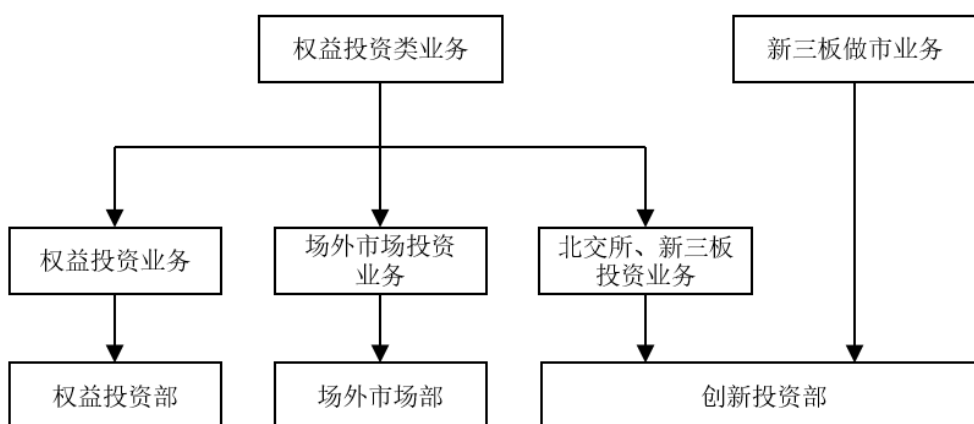 权益投资类业务
新三板做市业务
权益投资业务
场外市场投资
业务
北交所、新三板
投资业务
权益投资部
场外市场部
创新投资部